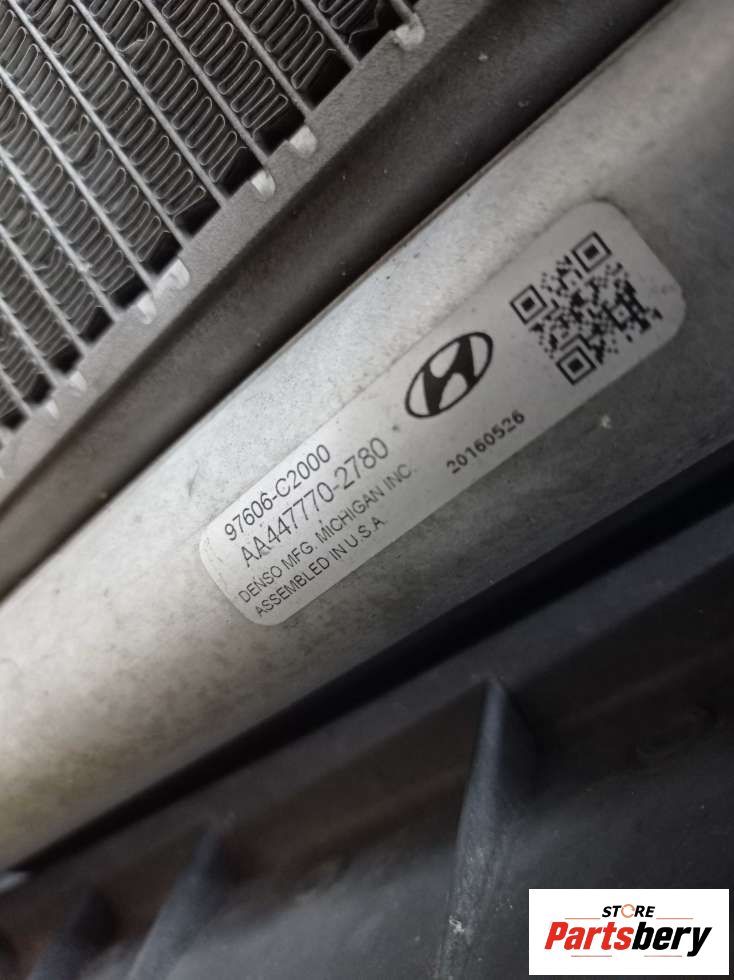 97606-C2000
AA447770-2780
DENSO MFG. MICHIGAN INC.
ASSEMBLED IN U.S.A.
20160526
STORE
Partsbery